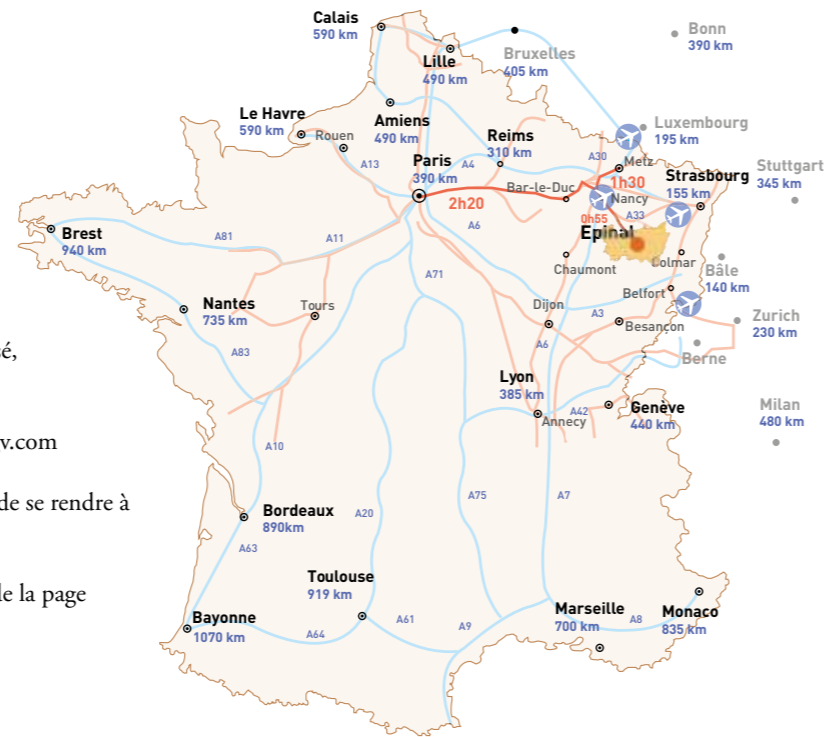 Calais
590 km
Lille
490 km
Bruxelles
405 km
Bonn
390 km
Le Havre
590 km
Rouen
Amiens
490 km
Reims
310 km
Luxembourg
195 km
A13
Paris
390 km
A4
A30
Metz
Strasbourg
155 km
Stuttgart
345 km
Bar-le-Duc
1h30
Nancy
2h20
0h55
A33
Epinal
Brest
940 km
A81
A11
A6
Chaumont
Colmar
Bâle
140 km
A71
Belfort
Nantes
735 km
Tours
Dijon
A3
Besançon
Zurich
230 km
A6
Berne
A83
sé,
Lyon
385 km
A42
Annecy
Genève
440 km
Milan
480 km
v.com
A10
de se rendre à
Bordeaux
890km
A20
A75
A7
A63
le la page
Toulouse
919 km
Bayonne
1070 km
A64
A61
A9
Marseille
700 km
A8
Monaco
835 km